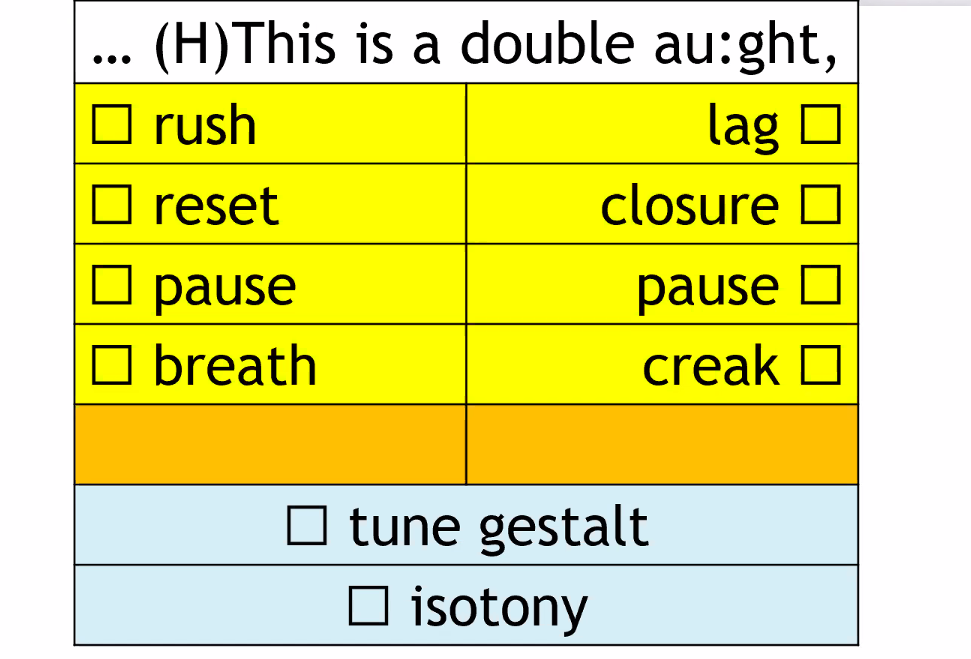 ... (H)This is a double au:ght,
☐ rush lag ☐
☐ reset closure ☐
☐ pause pause ☐
☐ breath creak ☐
☐ tune gestalt
☐ isotony